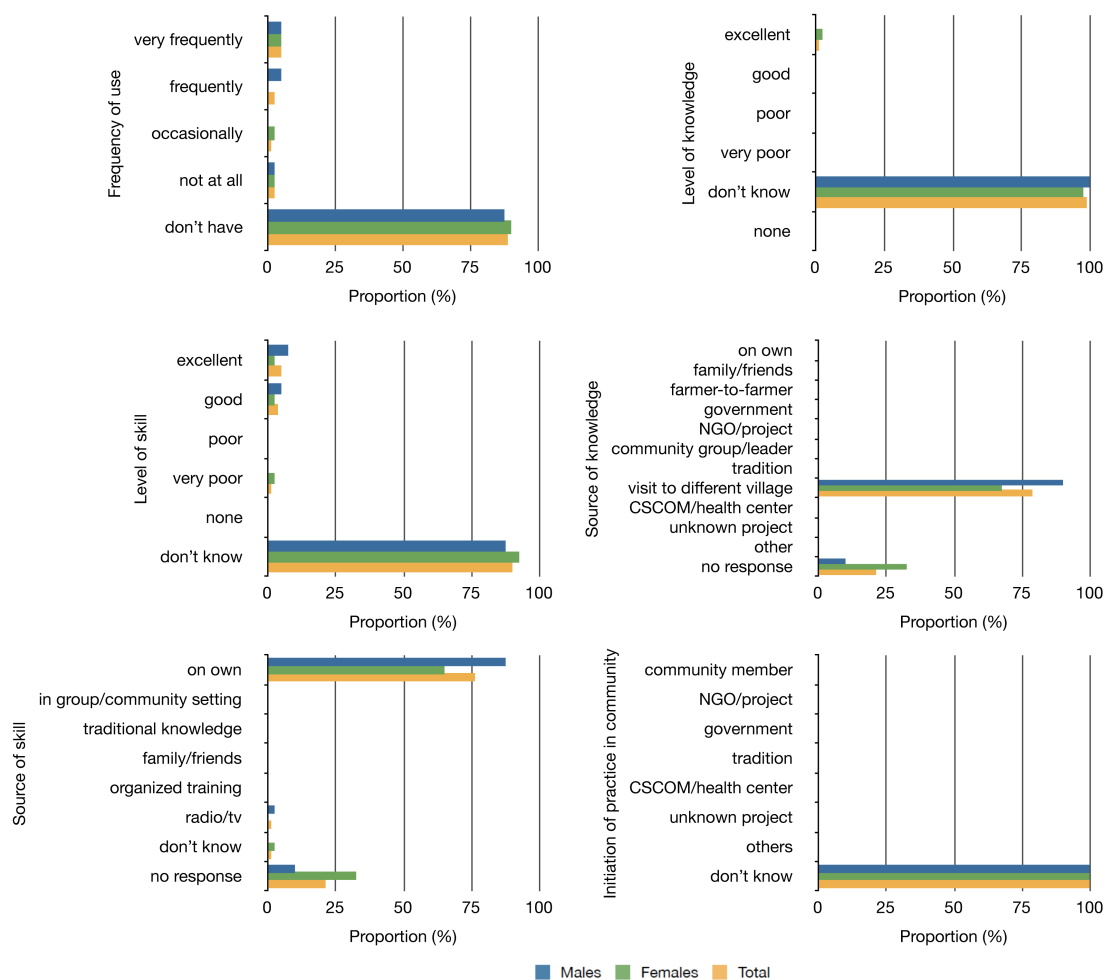 Frequency of use
very frequently
frequently
occasionally
not at all
don't have
0 25 50 75 100
Proportion (%)
Level of knowledge
excellent
good
poor
very poor
don't know
none
0 25 50 75 100
Proportion (%)
Level of skill
excellent
good
poor
very poor
none
don't know
0 25 50 75 100
Proportion (%)
Source of knowledge
on own
family/friends
farmer-to-farmer
government
NGO/project
community group/leader
tradition
visit to different village
CSCOM/health center
unknown project
other
no response
0 25 50 75 100
Proportion (%)
Source of skill
on own
in group/community setting
traditional knowledge
family/friends
organized training
radio/tv
don't know
no response
0 25 50 75 100
Proportion (%)
Initiation of practice in community
community member
NGO/project
government
tradition
CSCOM/health center
unknown project
others
don't know
0 25 50 75 100
Proportion (%)
Males Females Total